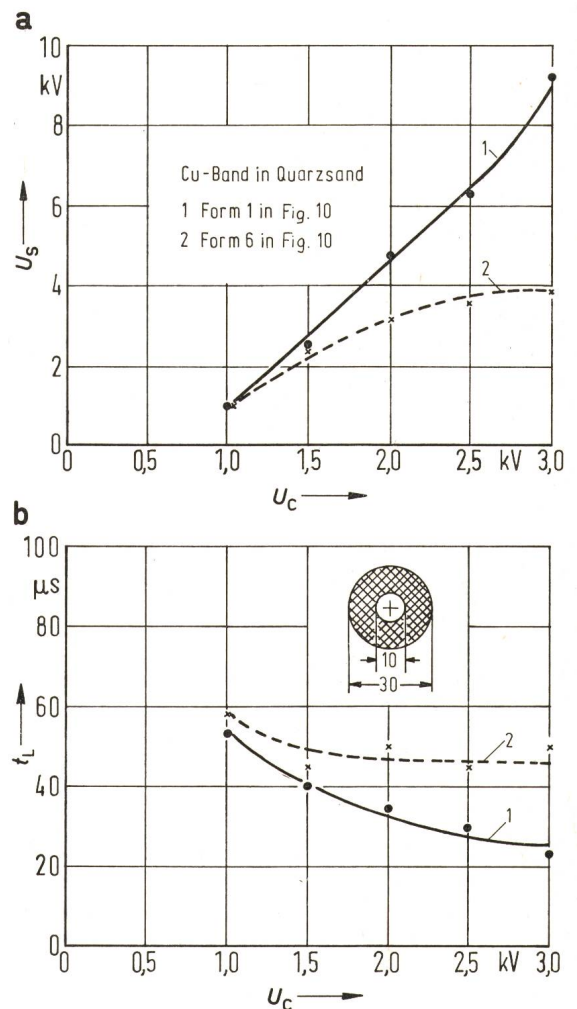 a
10
kV
8
6
4
2
0
U_s
Cu-Band in Quarzsand
1 Form 1 in Fig. 10
2 Form 6 in Fig. 10
1
2
0 0,5 1,0 1,5 2,0 2,5 kV 3,0
U_c
b
100
µs
80
60
40
20
0
t_L
10
30
2
1
0 0,5 1,0 1,5 2,0 2,5 kV 3,0
U_c